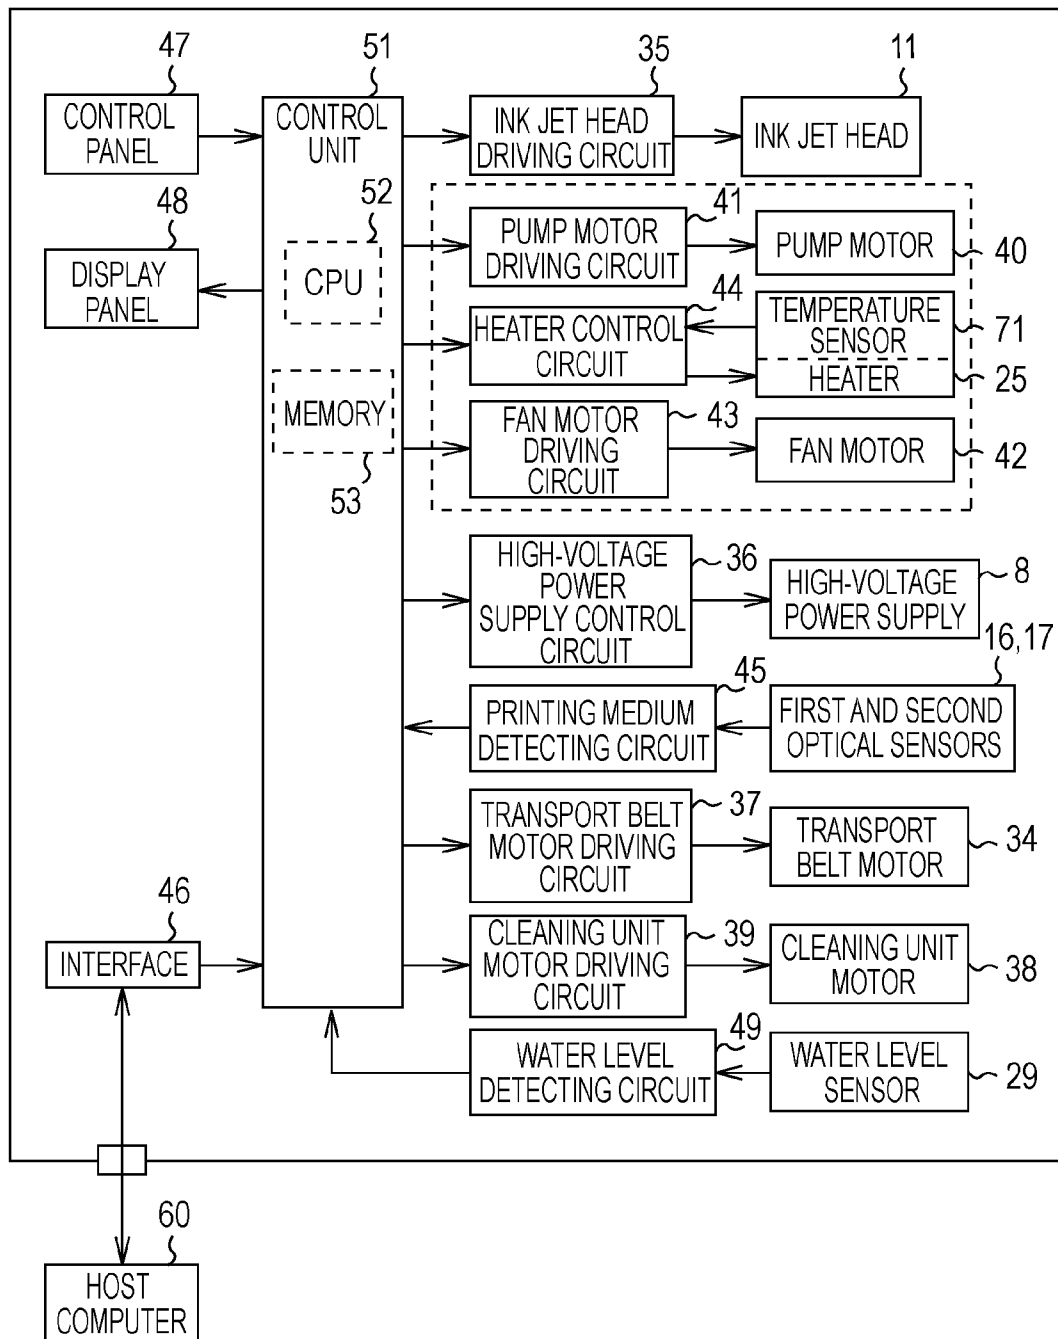 47
51
35
11
CONTROL
PANEL
CONTROL
UNIT
INK JET HEAD
DRIVING CIRCUIT
INK JET HEAD
48
52
41
DISPLAY
PANEL
CPU
PUMP MOTOR
DRIVING CIRCUIT
PUMP MOTOR
40
44
HEATER CONTROL
CIRCUIT
TEMPERATURE
SENSOR
71
HEATER
25
MEMORY
53
43
FAN MOTOR
DRIVING
CIRCUIT
FAN MOTOR
42
HIGH-VOLTAGE
POWER
SUPPLY CONTROL
CIRCUIT
36
HIGH-VOLTAGE
POWER SUPPLY
8
16,17
45
PRINTING MEDIUM
DETECTING CIRCUIT
FIRST AND SECOND
OPTICAL SENSORS
TRANSPORT BELT
MOTOR DRIVING
CIRCUIT
37
TRANSPORT
BELT MOTOR
34
46
INTERFACE
CLEANING UNIT
MOTOR DRIVING
CIRCUIT
39
CLEANING UNIT
MOTOR
38
49
WATER LEVEL
DETECTING CIRCUIT
WATER LEVEL
SENSOR
29
60
HOST
COMPUTER